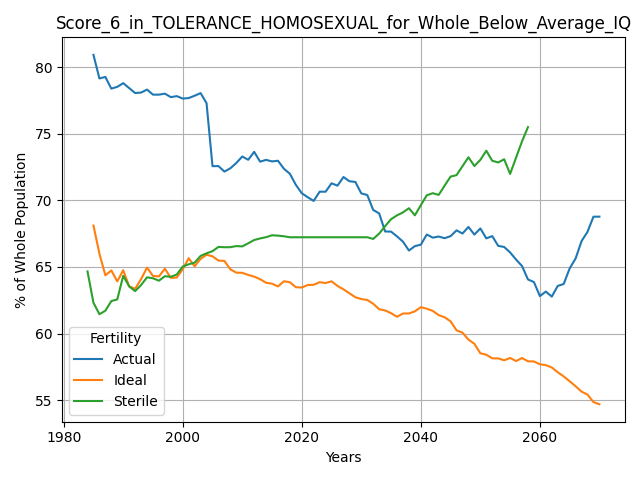 Score_6_in_TOLERANCE_HOMOSEXUAL_for_Whole_Below_Average_IQ
% of Whole Population
80
75
70
65
60
55
Fertility
Actual
Ideal
Sterile
1980 2000 2020 2040 2060
Years